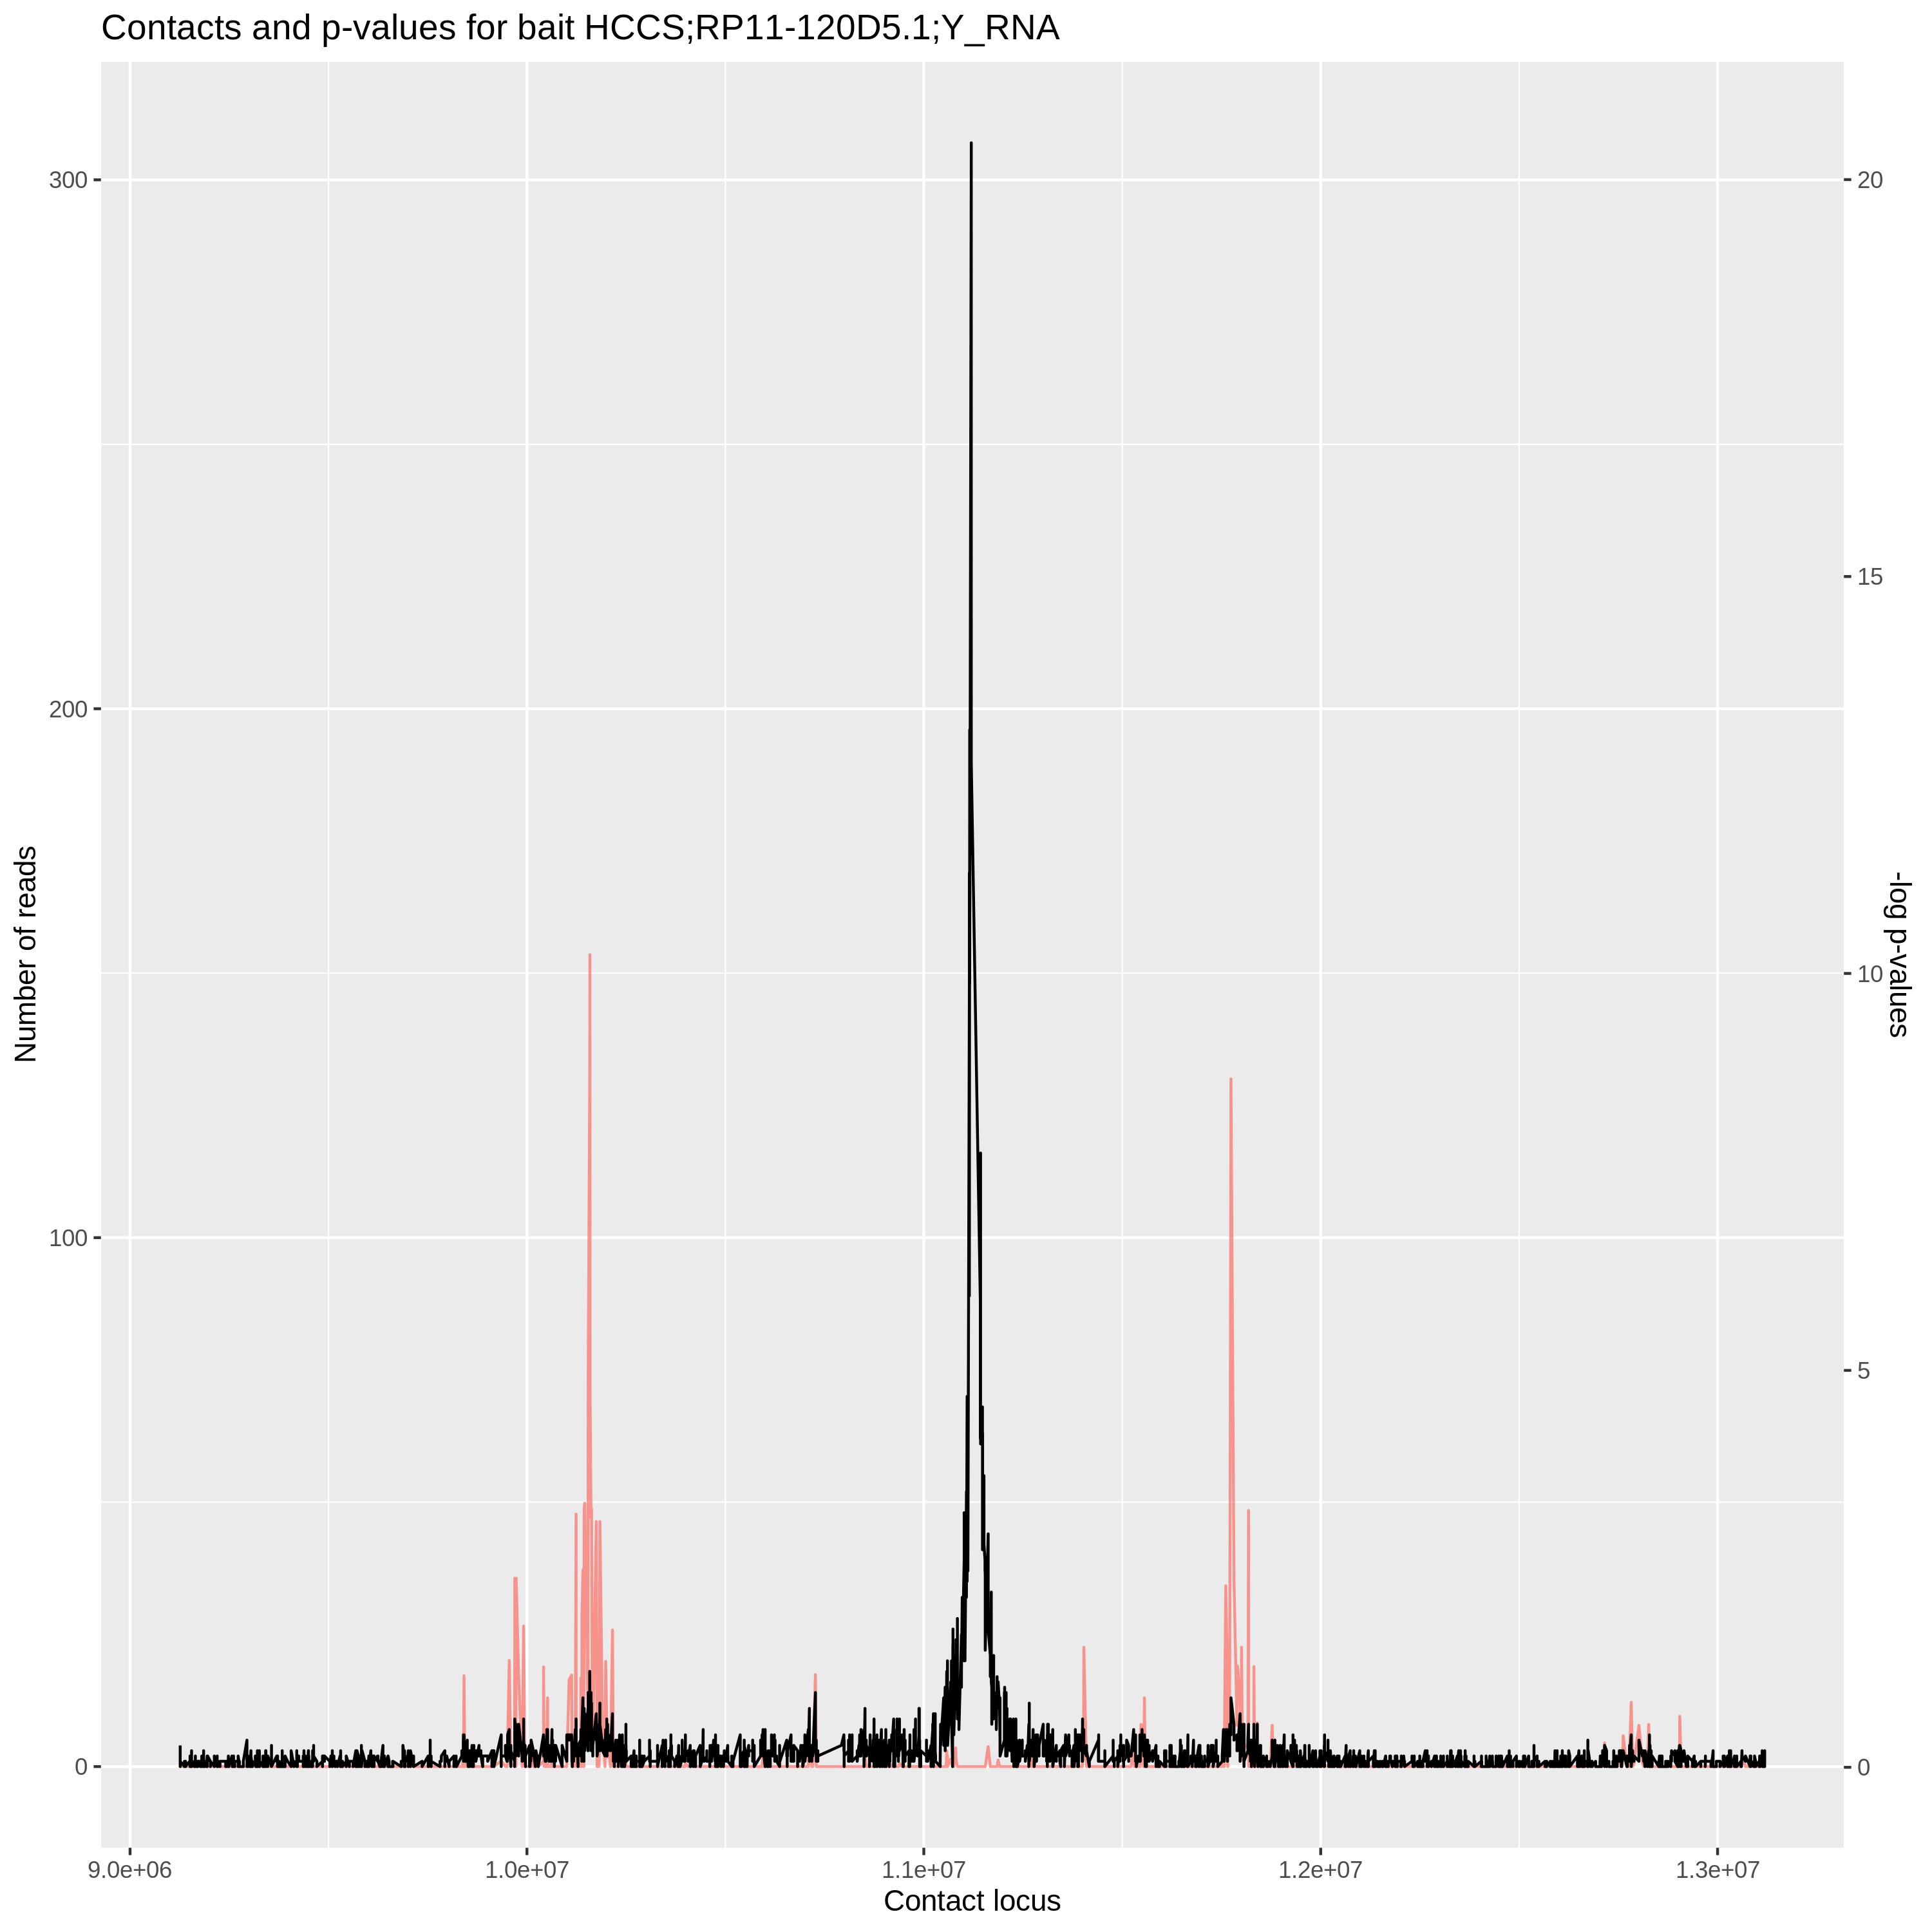 Contacts and p-values for bait HCCS;RP11-120D5.1;Y_RNA
300
200
100
0
Number of reads
20
15
10
5
0
-log p-values
9.0e+06 1.0e+07 1.1e+07 1.2e+07 1.3e+07
Contact locus